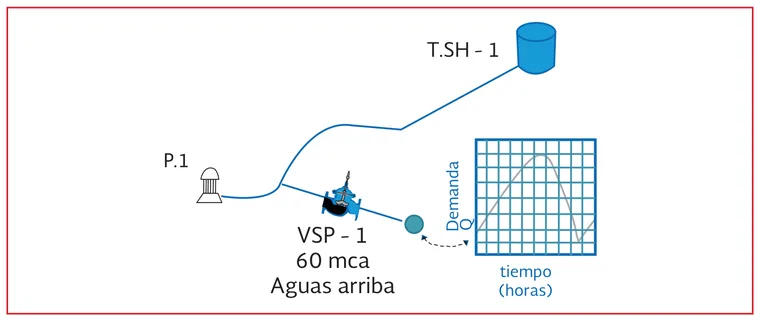 T.SH - 1
P.1
VSP - 1
60 mca
Aguas arriba
Demanda
Q
tiempo
(horas)